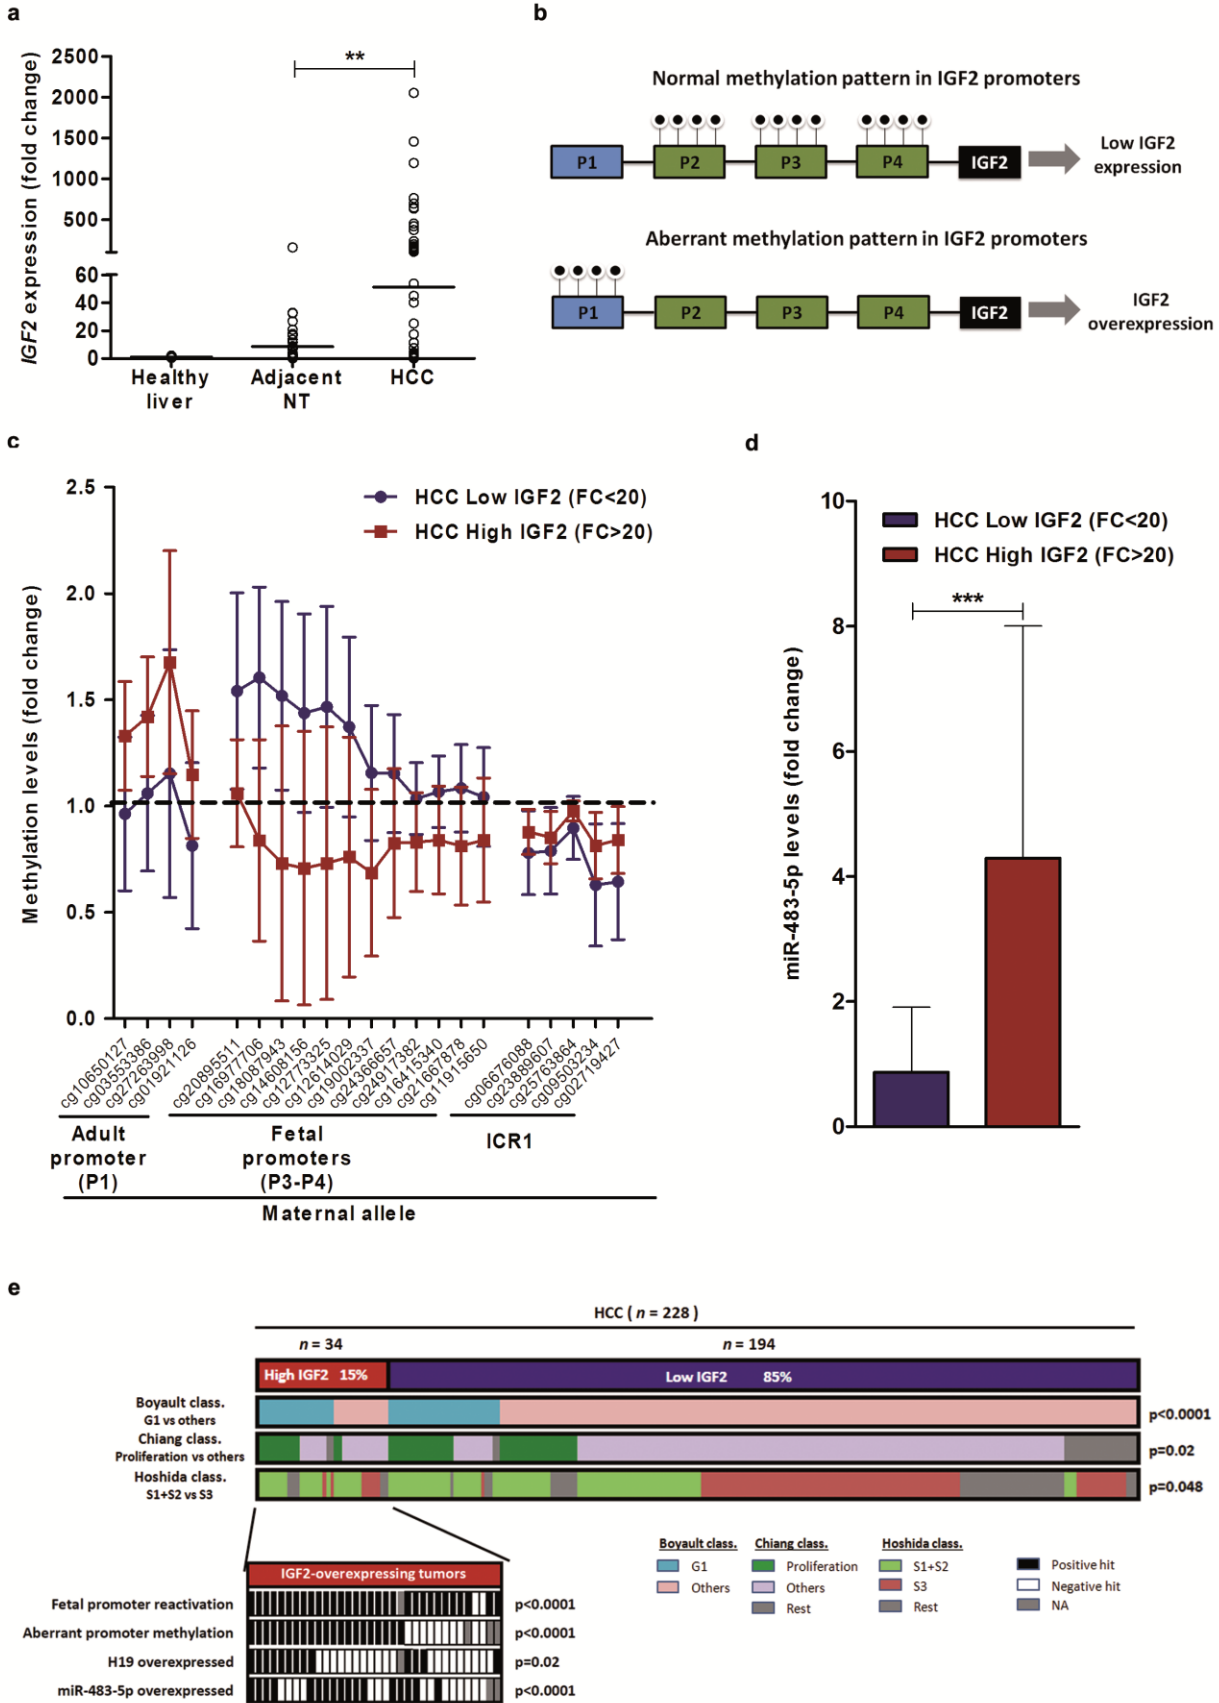 a
IGF2 expression (fold change)
2500
2000
1500
1000
500
60
40
20
0
**
Healthy
liver
Adjacent
NT
HCC
b
Normal methylation pattern in IGF2 promoters
P1
P2
P3
P4
IGF2
Low IGF2
expression
Aberrant methylation pattern in IGF2 promoters
P1
P2
P3
P4
IGF2
IGF2
overexpression
c
Methylation levels (fold change)
2.5
2.0
1.5
1.0
0.5
0.0
HCC Low IGF2 (FC<20)
HCC High IGF2 (FC>20)
cg10650127
cg03553386
cg27263998
cg01921126
cg20895511
cg16977706
cg18087943
cg14608156
cg12773325
cg12614029
cg19002337
cg24366657
cg24917382
cg16415340
cg21667878
cg11915650
cg06676088
cg23889607
cg25763864
cg09503234
cg02719427
Adult
promoter
(P1)
Fetal
promoters
(P3-P4)
ICR1
Maternal allele
d
miR-483-5p levels (fold change)
10
8
6
4
2
0
HCC Low IGF2 (FC<20)
HCC High IGF2 (FC>20)
***
e
HCC ( n = 228 )
n = 34
n = 194
High IGF2 15%
Low IGF2 85%
Boyault class.
G1 vs others
p<0.0001
Chiang class.
Proliferation vs others
p=0.02
Hoshida class.
S1+S2 vs S3
p=0.048
IGF2-overexpressing tumors
Fetal promoter reactivation
p<0.0001
Aberrant promoter methylation
p<0.0001
H19 overexpressed
p=0.02
miR-483-5p overexpressed
p<0.0001
Boyault class.
G1
Others
Chiang class.
Proliferation
Others
Rest
Hoshida class.
S1+S2
S3
Rest
Positive hit
Negative hit
NA